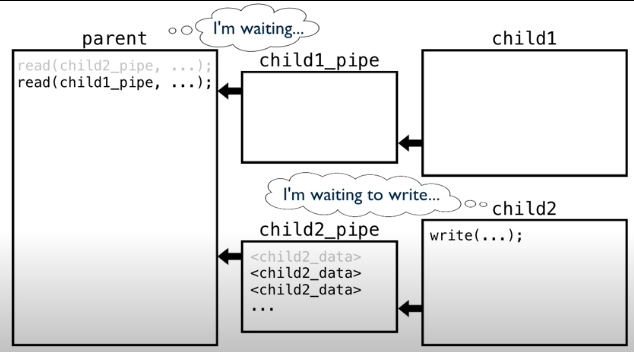 I'm waiting...
parent
read(child2_pipe, ...);
read(child1_pipe, ...);
child1_pipe
child1
I'm waiting to write...
child2_pipe
<child2_data>
<child2_data>
<child2_data>
...
child2
write(...);